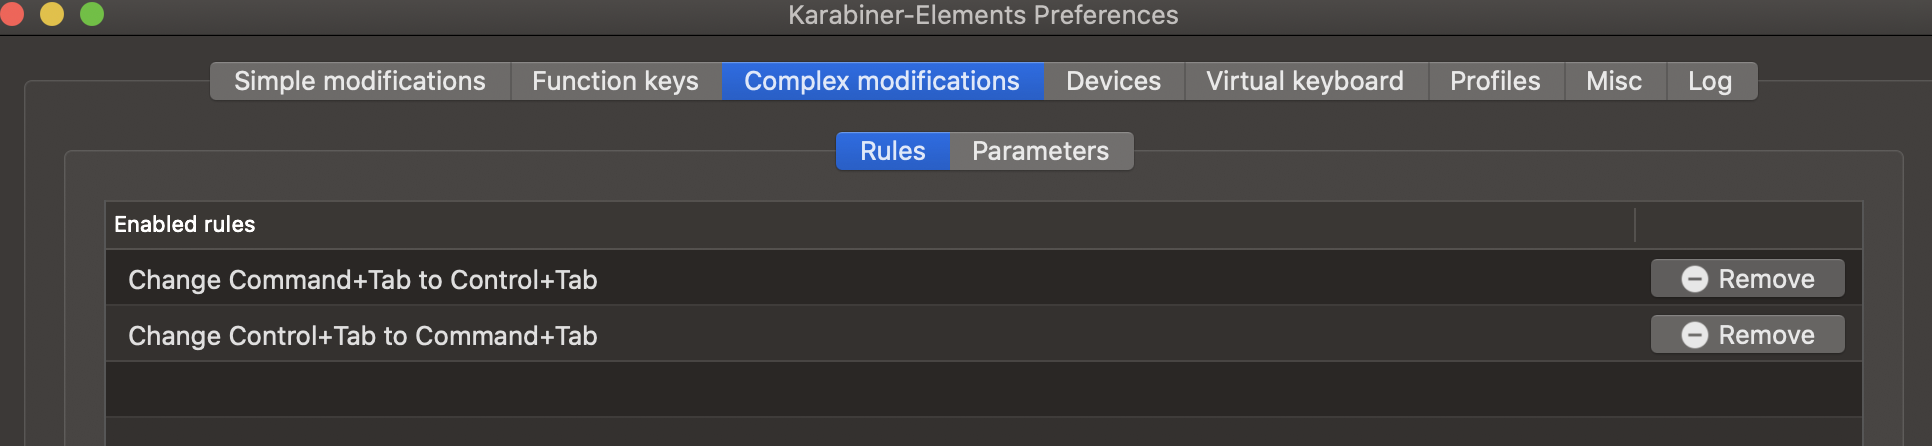 Karabiner-Elements Preferences
Simple modifications Function keys Complex modifications Devices Virtual keyboard Profiles Misc Log
Rules Parameters
Enabled rules
Change Command+Tab to Control+Tab Remove
Change Control+Tab to Command+Tab Remove